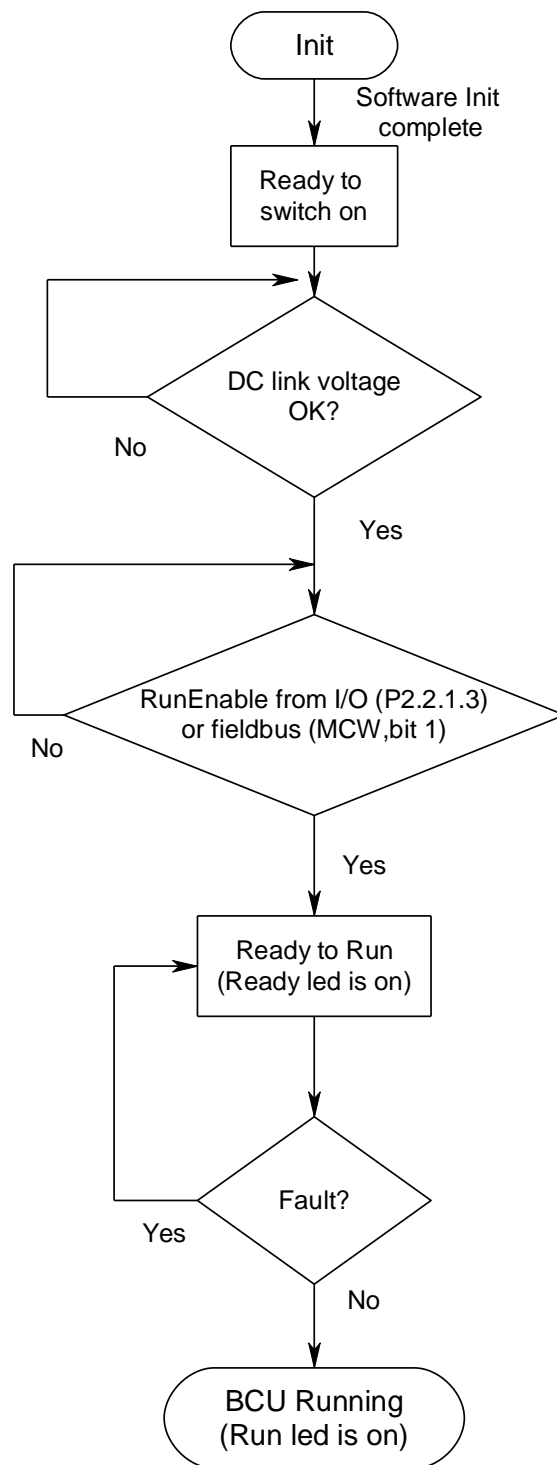 Init
Software Init
complete
Ready to
switch on
DC link voltage
OK?
No
Yes
RunEnable from I/O (P2.2.1.3)
or fieldbus (MCW,bit 1)
No
Yes
Ready to Run
(Ready led is on)
Fault?
Yes
No
BCU Running
(Run led is on)